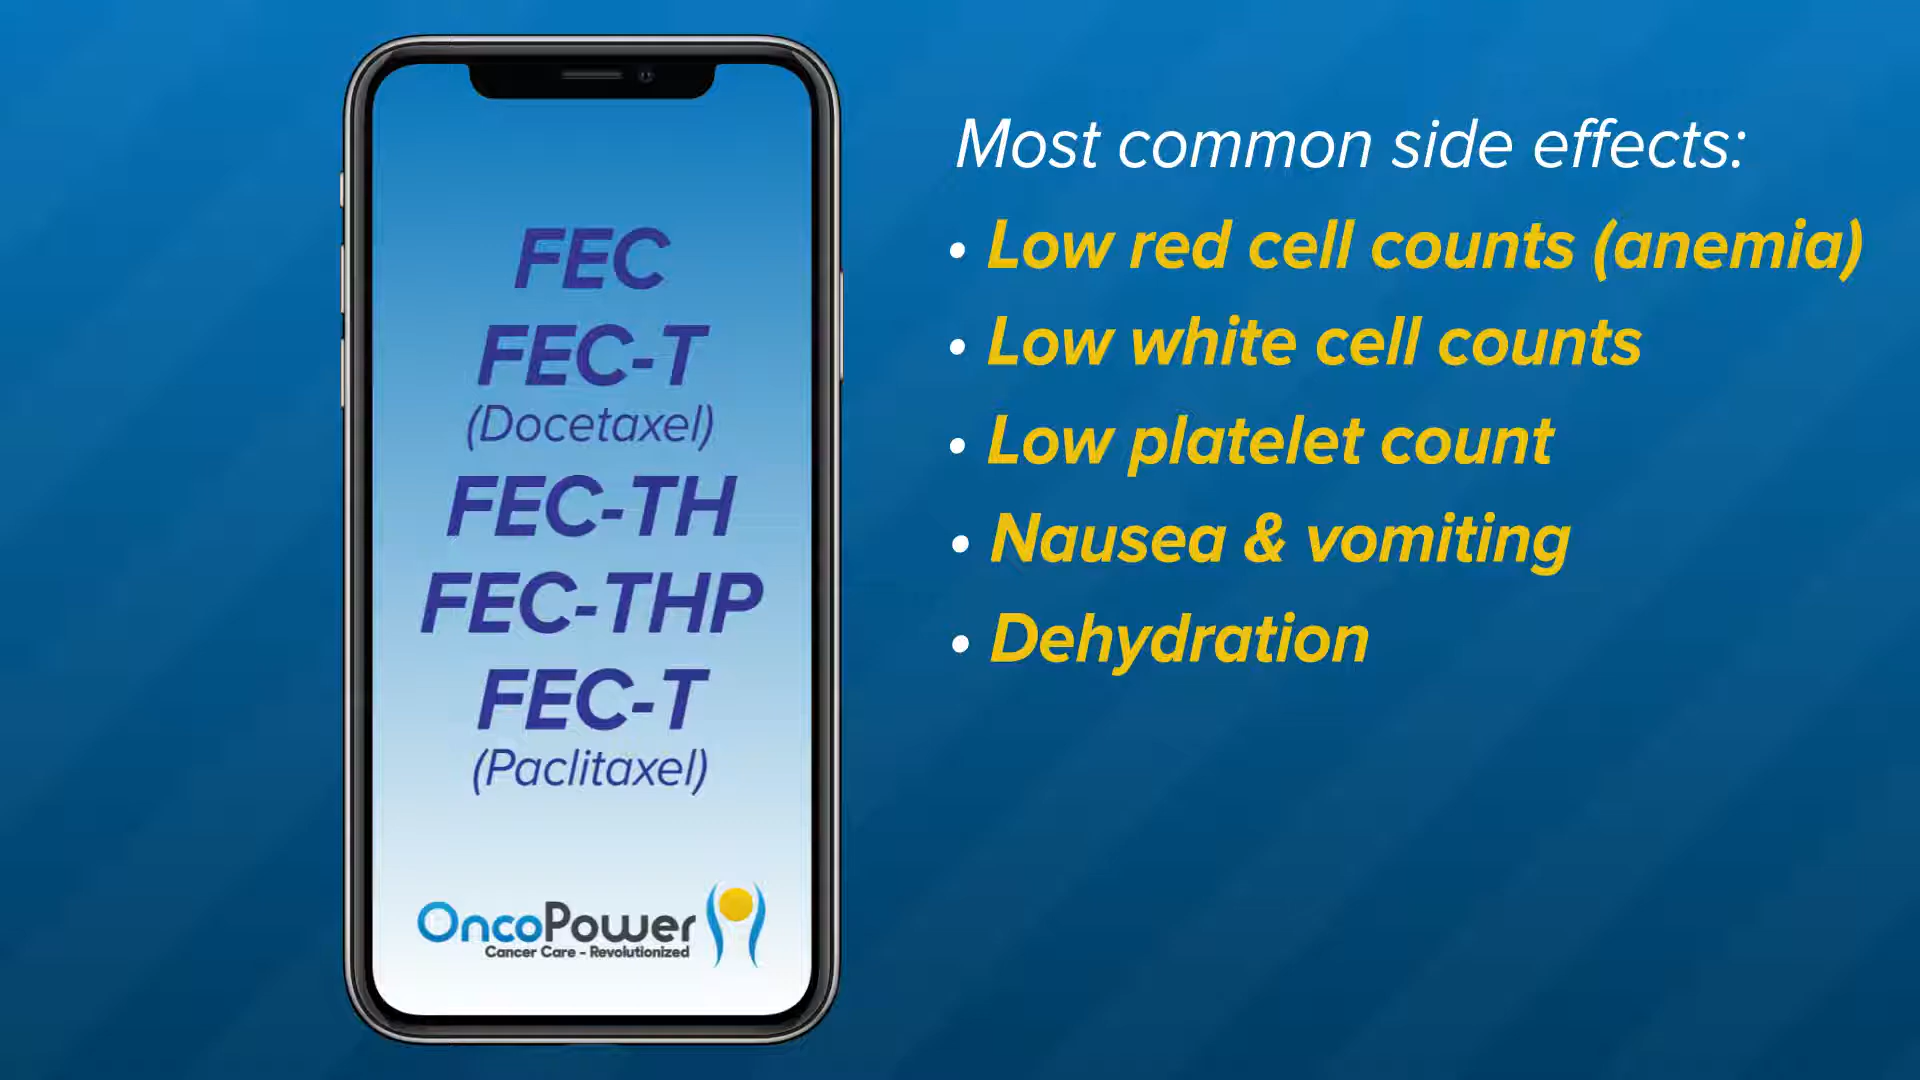 FEC
FEC-T
(Docetaxel)
FEC-TH
FEC-THP
FEC-T
(Paclitaxel)
OncoPower
Cancer Care - Revolutionized
Most common side effects:
• Low red cell counts (anemia)
• Low white cell counts
• Low platelet count
• Nausea & vomiting
• Dehydration